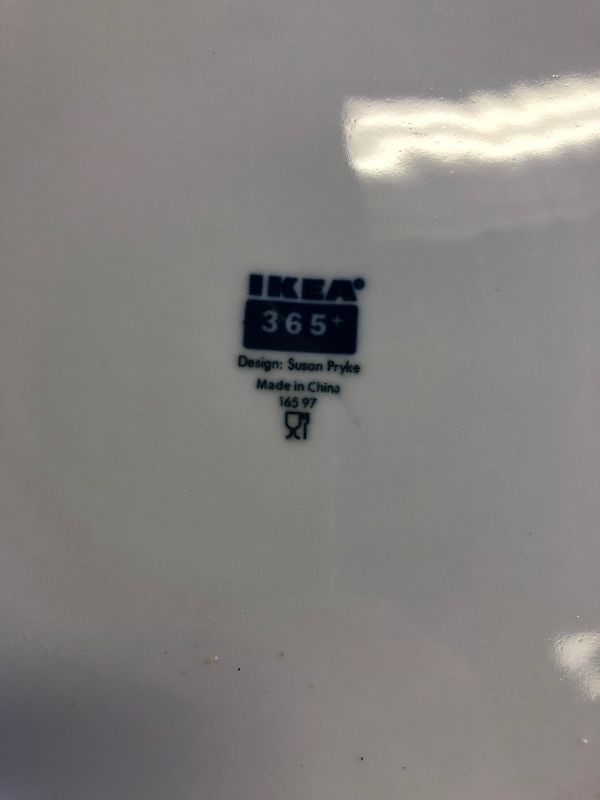 IKEA®
365+
Design: Susan Pryke
Made in China
165 97